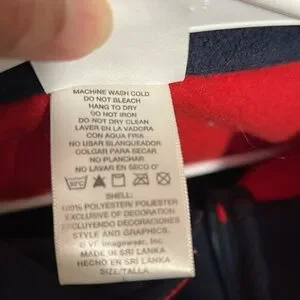 MACHINE WASH COLD
DO NOT BLEACH
HANG TO DRY
DO NOT IRON
DO NOT DRY CLEAN
LAVER EN LA VADORA
CON AGUA FRIA
NO USAR BLANQUEADOR
COLGAR PARA SECAR
NO PLANCHAR
NO LAVAR EN SECO
SHELL:
100% POLYESTER/POLIESTER
EXCLUSIVE OF DECORATION
EXCLUYENDO DECORACIONES
STYLE AND GRAPHICS.
© VF Imagewear, Inc.
MADE IN SRI LANKA
HECHO EN SRI LANKA
SIZE/TALLA